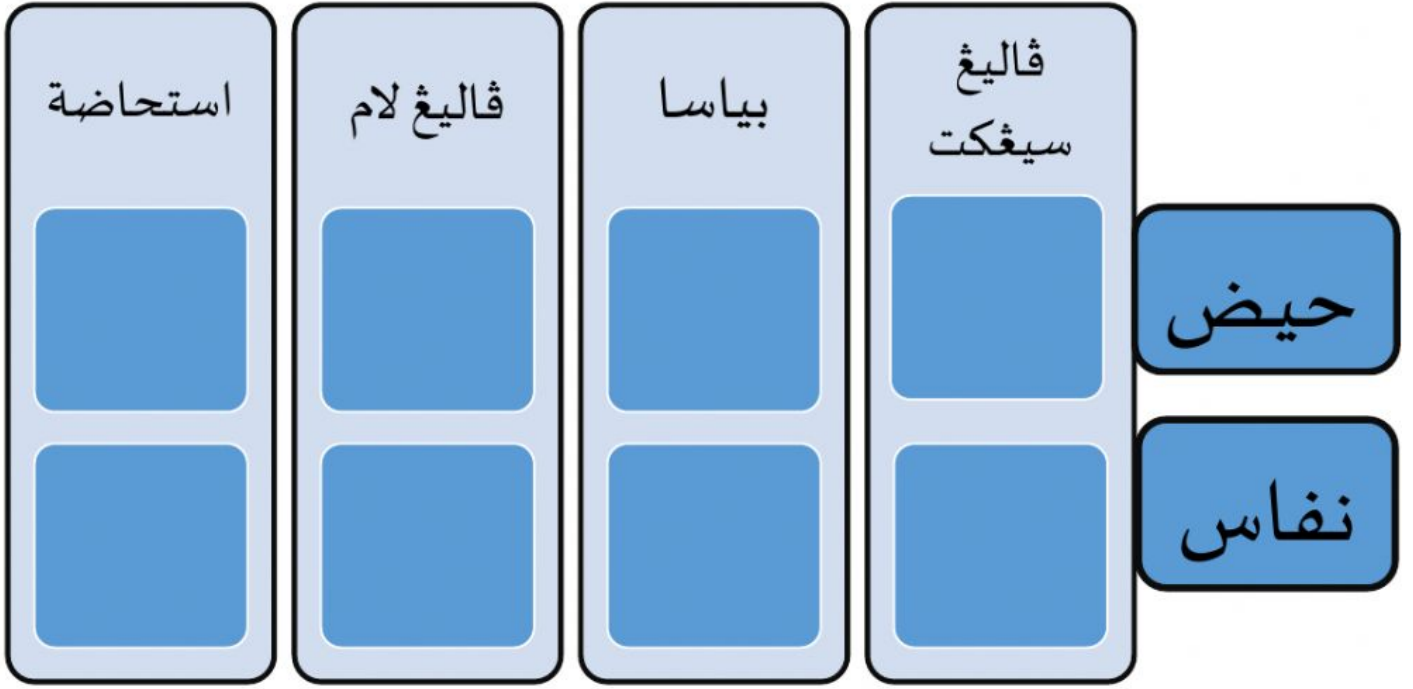 ڤاليڠ
سيڠكت
بياسا
ڤاليڠ لام
استحاضة
حيض
نفاس